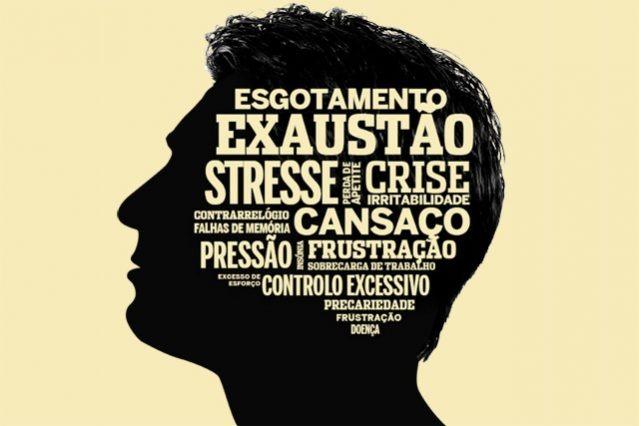 ESGOTAMENTO
EXAUSTÃO
STRESSE
PERDA DE
APETITE
CRISE
IRRITABILIDADE
CONTRARRELÓGIO
FALHAS DE MEMÓRIA
CANSAÇO
PRESSÃO
INSÓNIA
FRUSTRAÇÃO
SOBRECARGA DE TRABALHO
EXCESSO DE
ESFORÇO
CONTROLO EXCESSIVO
PRECARIEDADE
FRUSTRAÇÃO
DOENÇA